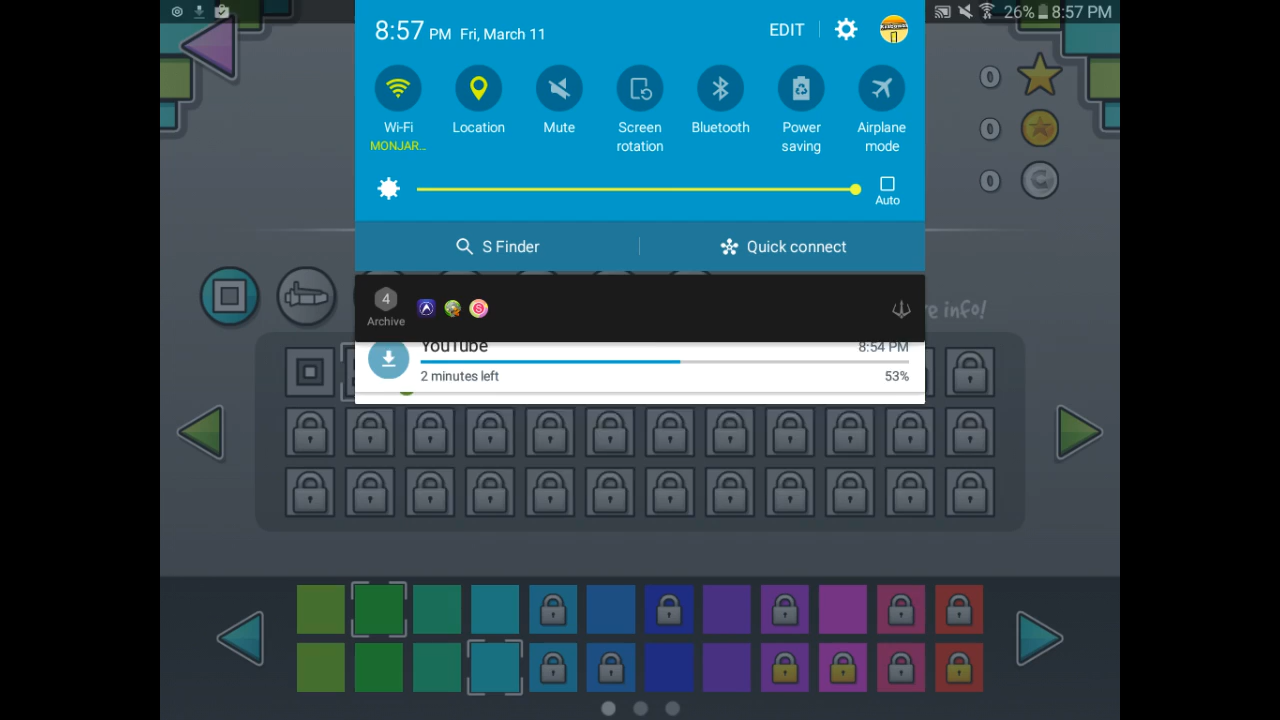 26% 8:57 PM
8:57 PM Fri, March 11 EDIT
Wi-Fi
MONJAR...
Location
Mute
Screen
rotation
Bluetooth
Power
saving
Airplane
mode
Auto
S Finder
Quick connect
4
Archive
YouTube 8:54 PM
2 minutes left 53%
0
0
0
re info!